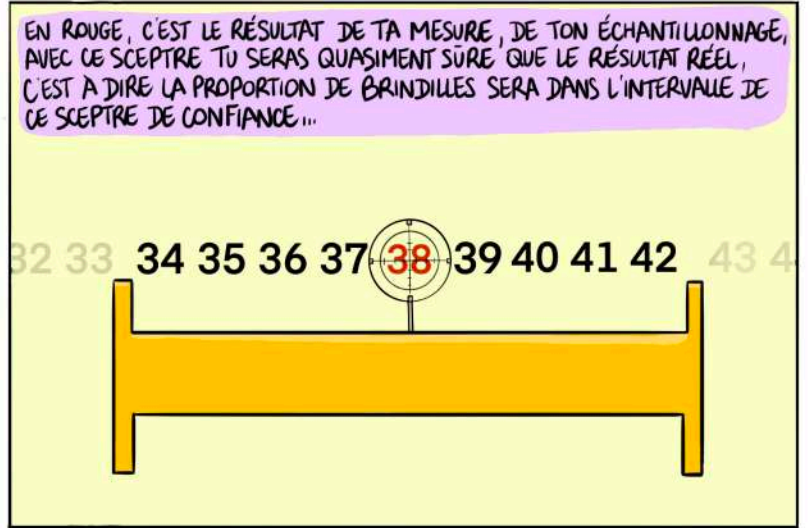 EN ROUGE, C'EST LE RÉSULTAT DE TA MESURE, DE TON ÉCHANTILLONNAGE,
AVEC CE SCEPTRE TU SERAS QUASIMENT SÛRE QUE LE RÉSULTAT RÉEL,
C'EST À DIRE LA PROPORTION DE BRINDILLES SERA DANS L'INTERVALLE DE
CE SCEPTRE DE CONFIANCE...
32 33 34 35 36 37 38 39 40 41 42 43 4